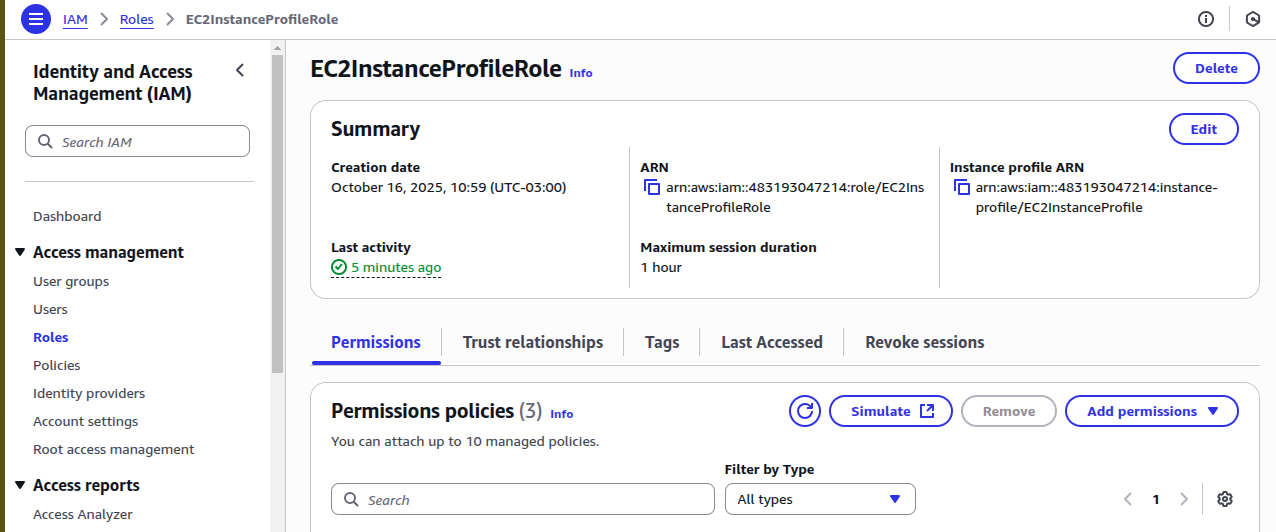 IAM > Roles > EC2InstanceProfileRole
Identity and Access
Management (IAM)
Search IAM
Dashboard
Access management
User groups
Users
Roles
Policies
Identity providers
Account settings
Root access management
Access reports
Access Analyzer
EC2InstanceProfileRole Info
Delete
Summary
Edit
Creation date
October 16, 2025, 10:59 (UTC-03:00)
ARN
arn:aws:iam::483193047214:role/EC2Ins
tanceProfileRole
Instance profile ARN
arn:aws:iam::483193047214:instance-
profile/EC2InstanceProfile
Last activity
5 minutes ago
Maximum session duration
1 hour
Permissions Trust relationships Tags Last Accessed Revoke sessions
Permissions policies (3) Info
Simulate Remove Add permissions
You can attach up to 10 managed policies.
Filter by Type
Search All types 1